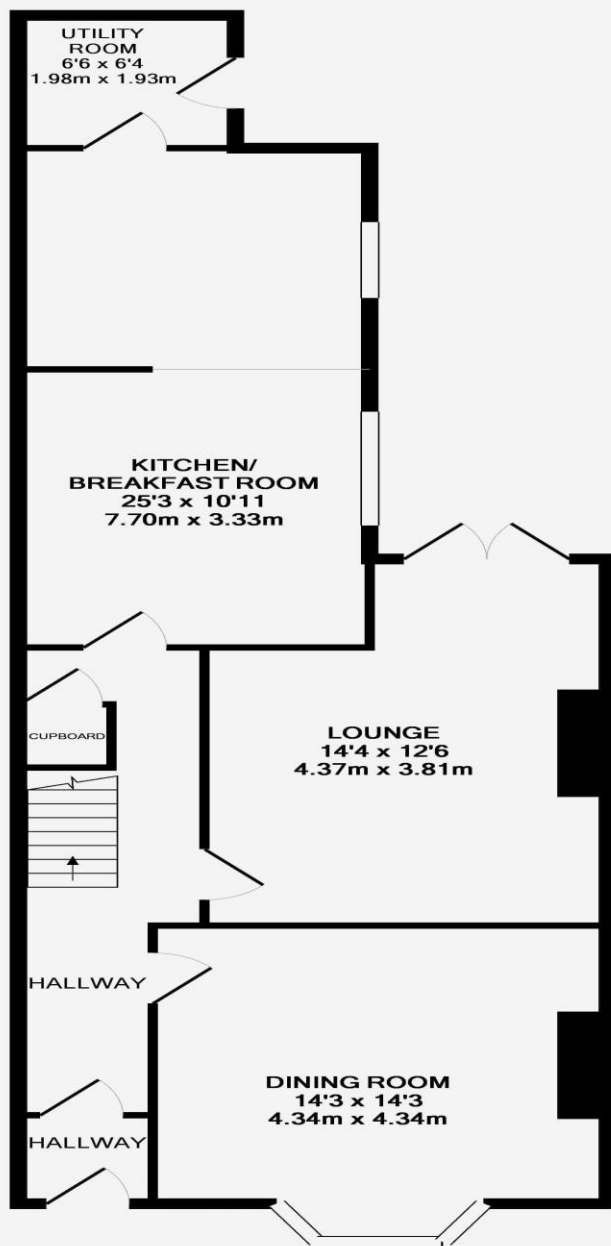 UTILITY
ROOM
6'6 x 6'4
1.98m x 1.93m
KITCHEN/
BREAKFAST ROOM
25'3 x 10'11
7.70m x 3.33m
CUPBOARD
LOUNGE
14'4 x 12'6
4.37m x 3.81m
HALLWAY
DINING ROOM
14'3 x 14'3
4.34m x 4.34m
HALLWAY